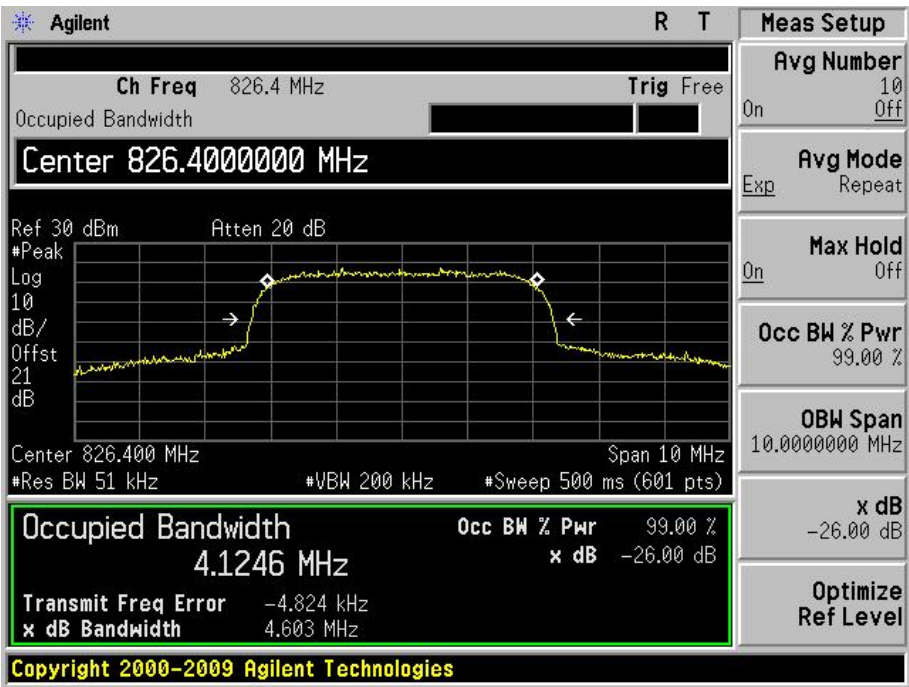 Agilent
R T
Ch Freq 826.4 MHz
Trig Free
Occupied Bandwidth
Center 826.4000000 MHz
Ref 30 dBm
Atten 20 dB
#Peak
Log
10
dB/
Offst
21
dB
Center 826.400 MHz
Span 10 MHz
#Res BW 51 kHz
#VBW 200 kHz
#Sweep 500 ms (601 pts)
Occupied Bandwidth
4.1246 MHz
Occ BW % Pwr 99.00 %
x dB -26.00 dB
Transmit Freq Error -4.824 kHz
x dB Bandwidth 4.603 MHz
Copyright 2000-2009 Agilent Technologies
Meas Setup
Avg Number
10
On Off
Avg Mode
Exp Repeat
Max Hold
On Off
Occ BW % Pwr
99.00 %
OBW Span
10.0000000 MHz
x dB
-26.00 dB
Optimize
Ref Level